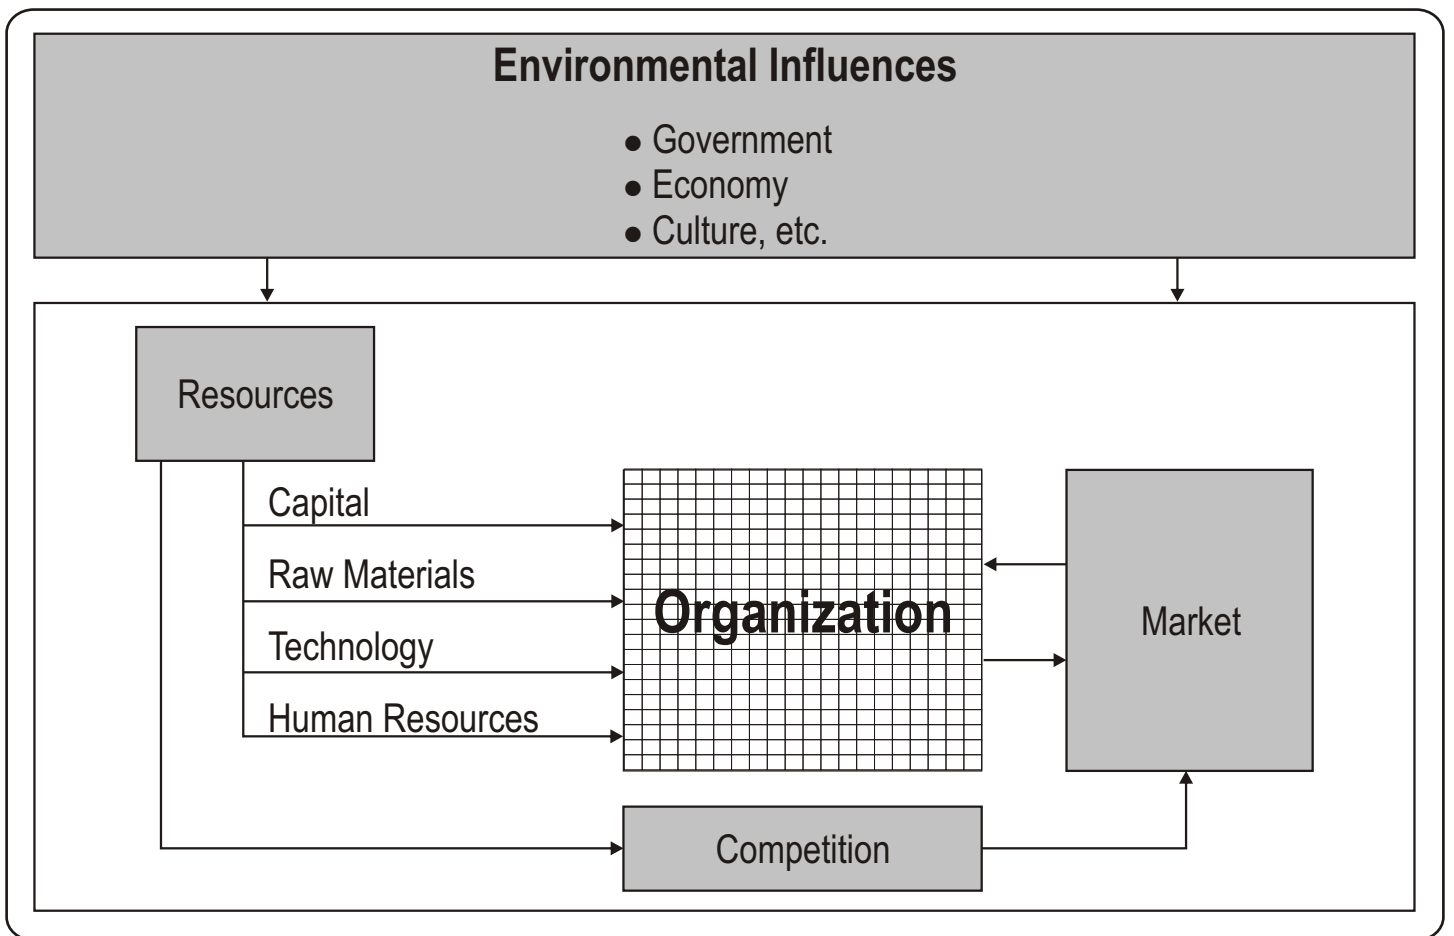 Environmental Influences
● Government
● Economy
● Culture, etc.
Resources
Capital
Raw Materials
Technology
Human Resources
Organization
Market
Competition